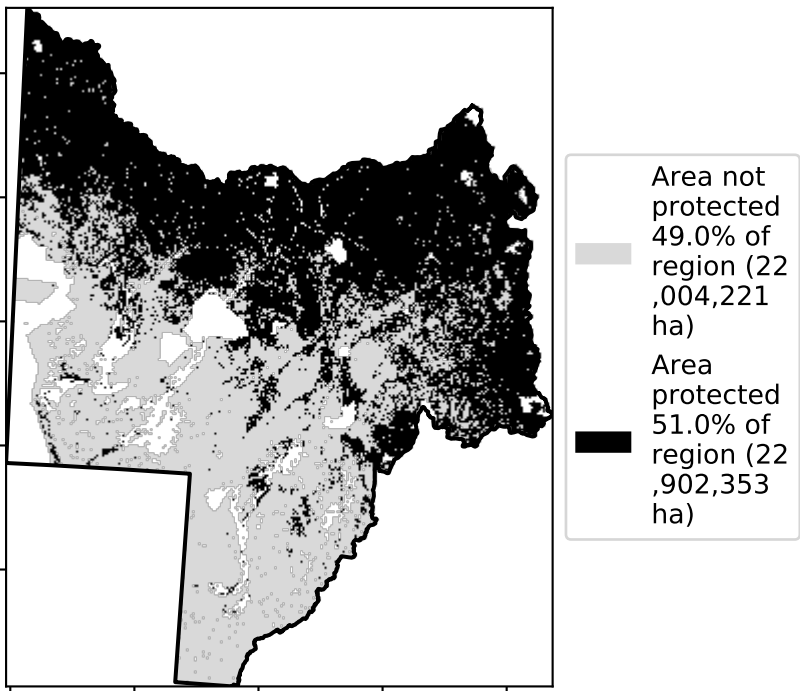 Area not
protected
49.0% of
region (22
,004,221
ha)
Area
protected
51.0% of
region (22
,902,353
ha)